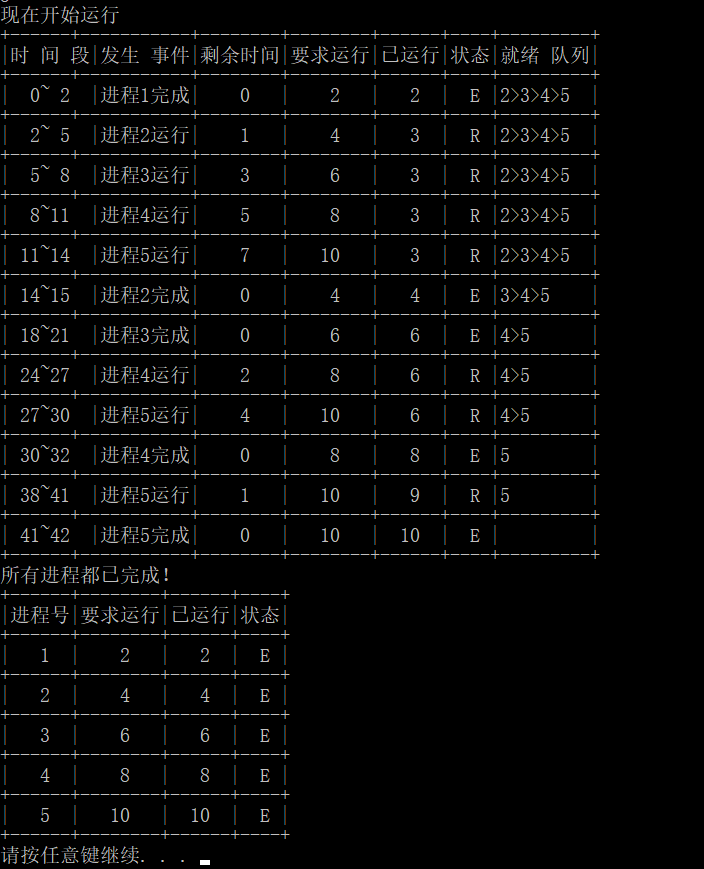 现在开始运行
|时 间 段|发生 事件|剩余时间|要求运行|已运行|状态|就绪 队列|
| 0~ 2 |进程1完成| 0 | 2 | 2 | E |2>3>4>5 |
| 2~ 5 |进程2运行| 1 | 4 | 3 | R |2>3>4>5 |
| 5~ 8 |进程3运行| 3 | 6 | 3 | R |2>3>4>5 |
| 8~11 |进程4运行| 5 | 8 | 3 | R |2>3>4>5 |
| 11~14 |进程5运行| 7 | 10 | 3 | R |2>3>4>5 |
| 14~15 |进程2完成| 0 | 4 | 4 | E |3>4>5 |
| 18~21 |进程3完成| 0 | 6 | 6 | E |4>5 |
| 24~27 |进程4运行| 2 | 8 | 6 | R |4>5 |
| 27~30 |进程5运行| 4 | 10 | 6 | R |4>5 |
| 30~32 |进程4完成| 0 | 8 | 8 | E |5 |
| 38~41 |进程5运行| 1 | 10 | 9 | R |5 |
| 41~42 |进程5完成| 0 | 10 | 10 | E | |
所有进程都已完成!
|进程号|要求运行|已运行|状态|
| 1 | 2 | 2 | E |
| 2 | 4 | 4 | E |
| 3 | 6 | 6 | E |
| 4 | 8 | 8 | E |
| 5 | 10 | 10 | E |
请按任意键继续. . .